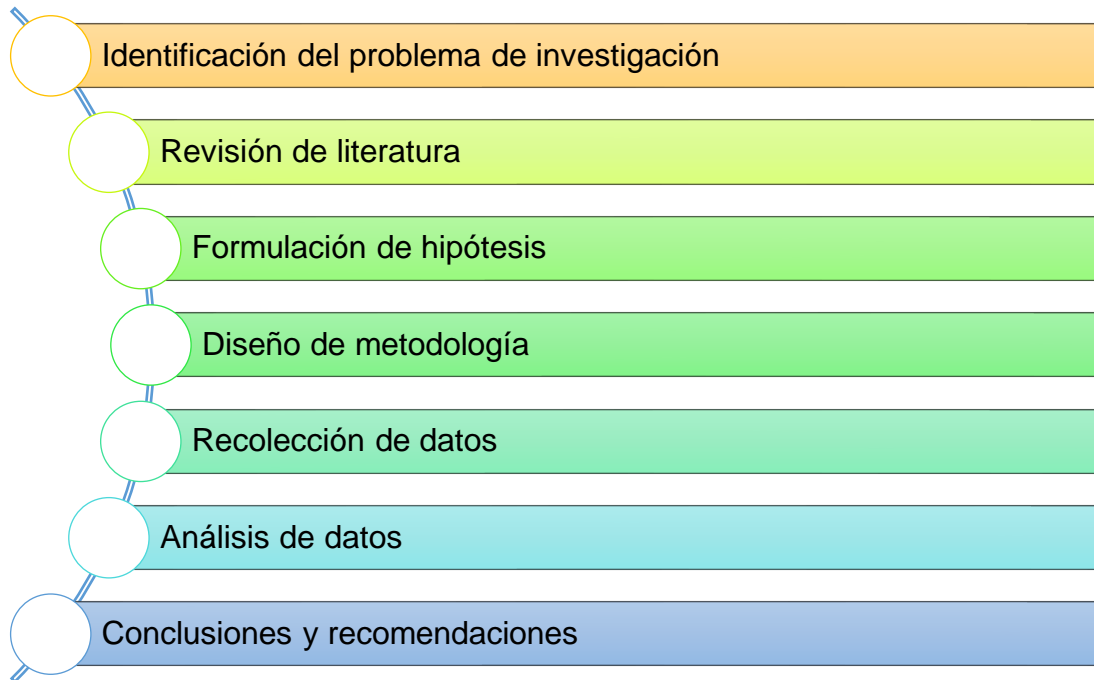 Identificación del problema de investigación
Revisión de literatura
Formulación de hipótesis
Diseño de metodología
Recolección de datos
Análisis de datos
Conclusiones y recomendaciones